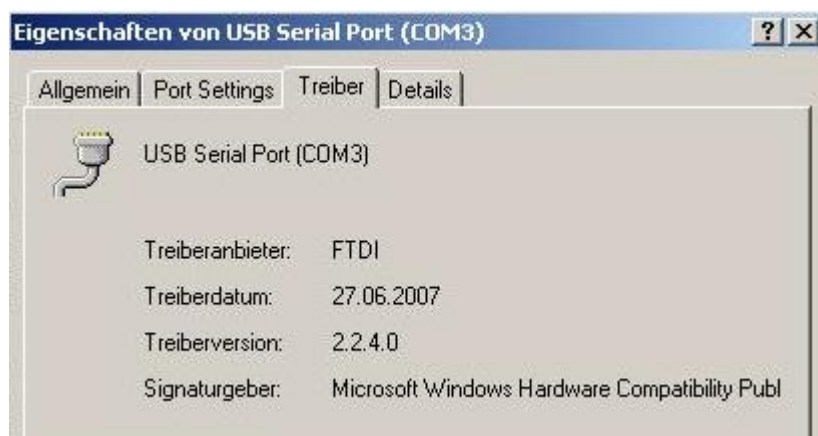 Eigenschaften von USB Serial Port (COM3)
Allgemein Port Settings Treiber Details
USB Serial Port (COM3)
Treiberanbieter: FTDI
Treiberdatum: 27.06.2007
Treiberversion: 2.2.4.0
Signaturgeber: Microsoft Windows Hardware Compatibility Publ